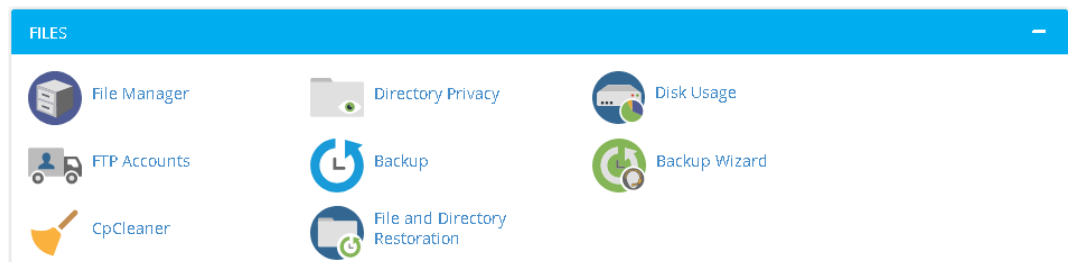 FILES
File Manager
Directory Privacy
Disk Usage
FTP Accounts
Backup
Backup Wizard
CpCleaner
File and Directory
Restoration